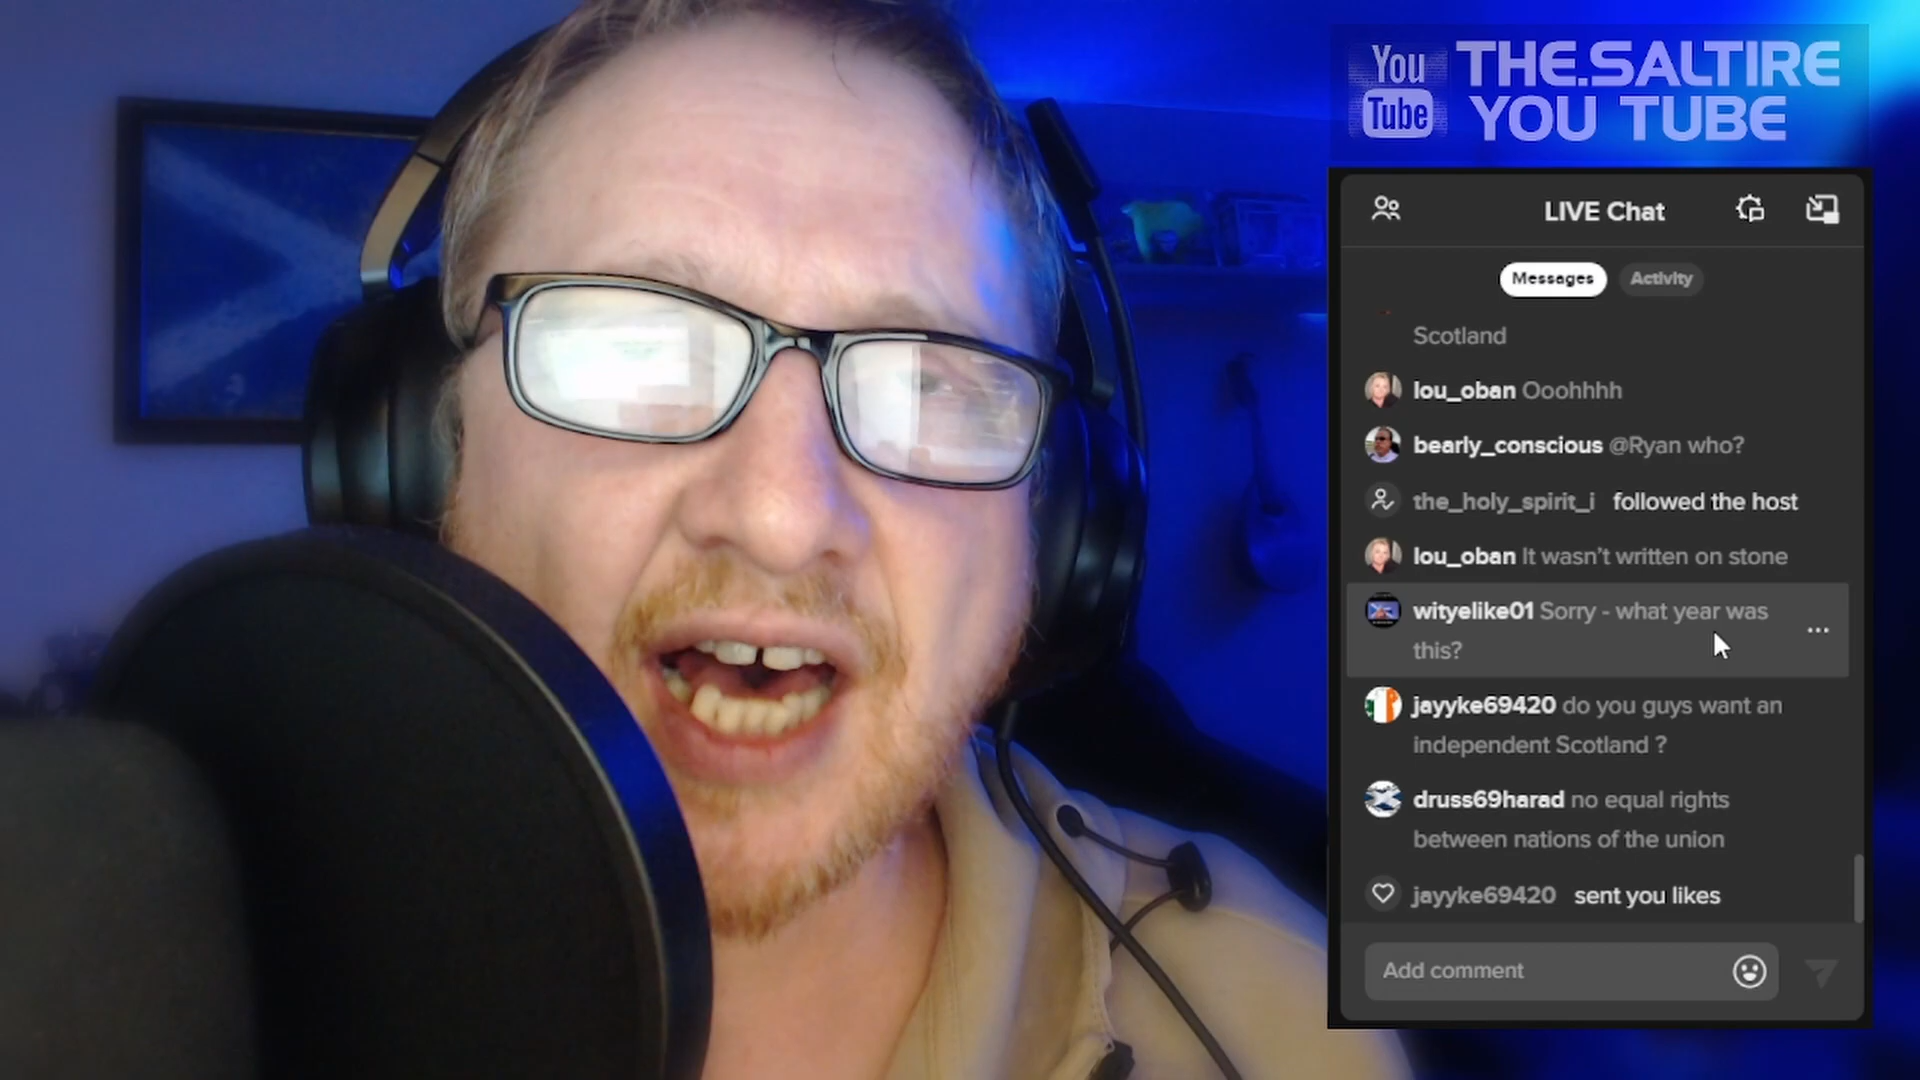 You
Tube
THE.SALTIRE
YOU TUBE
LIVE Chat
Messages
Activity
Scotland
lou_oban Ooohhhh
bearly_conscious @Ryan who?
the_holy_spirit_i followed the host
lou_oban It wasn't written on stone
wityelike01 Sorry - what year was
this?
jayyke69420 do you guys want an
independent Scotland ?
druss69harad no equal rights
between nations of the union
jayyke69420 sent you likes
Add comment